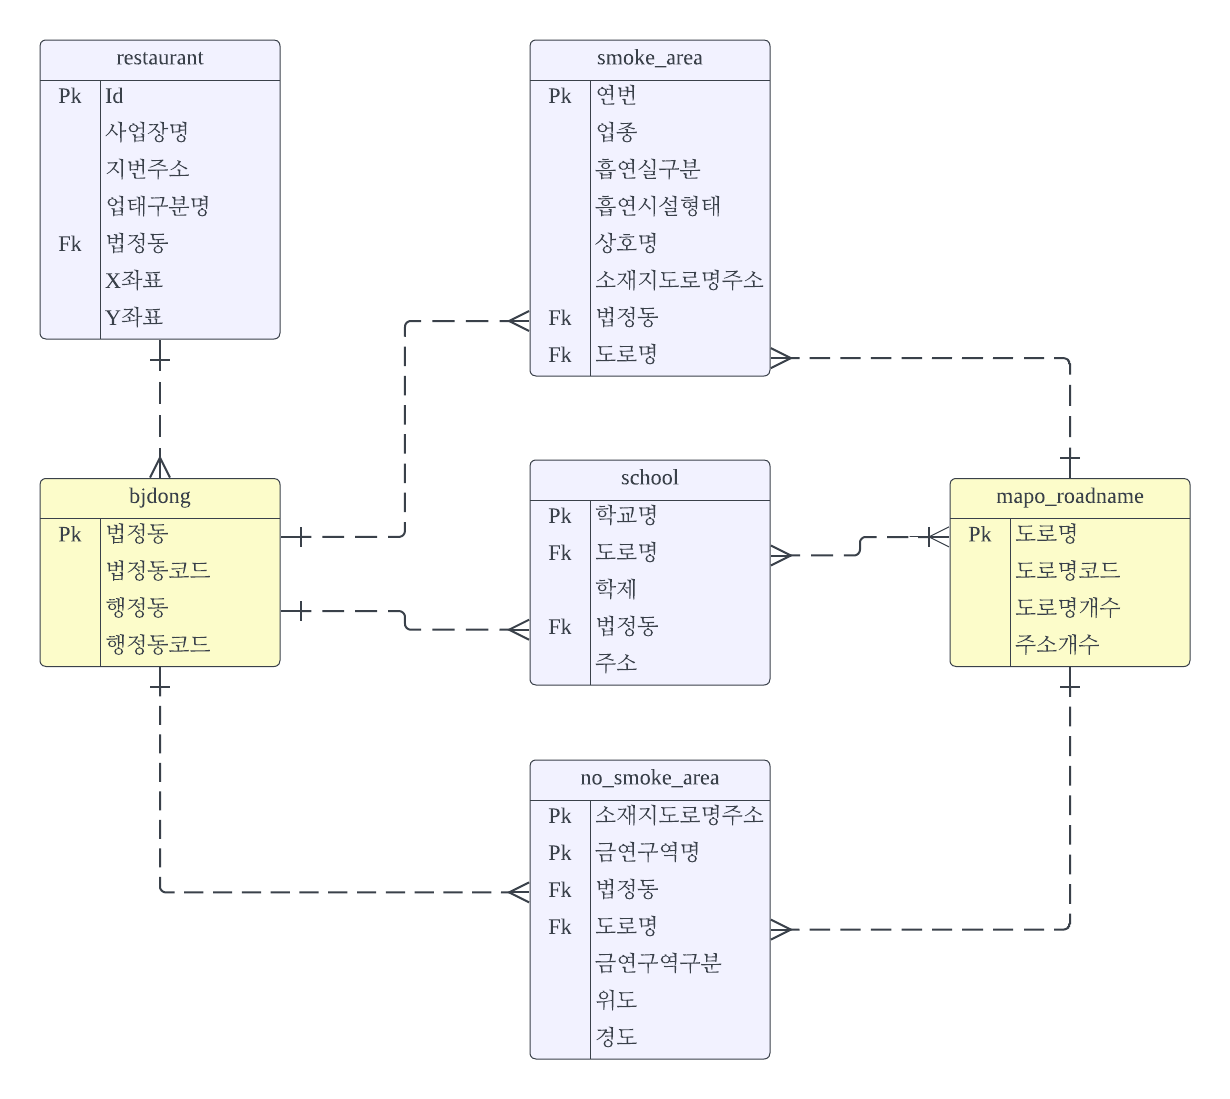 restaurant
Pk Id
사업장명
지번주소
업태구분명
Fk 법정동
X좌표
Y좌표
smoke_area
Pk 연번
업종
흡연실구분
흡연시설형태
상호명
소재지도로명주소
Fk 법정동
Fk 도로명
bjdong
Pk 법정동
법정동코드
행정동
행정동코드
school
Pk 학교명
Fk 도로명
학제
Fk 법정동
주소
mapo_roadname
Pk 도로명
도로명코드
도로명개수
주소개수
no_smoke_area
Pk 소재지도로명주소
Pk 금연구역명
Fk 법정동
Fk 도로명
금연구역구분
위도
경도